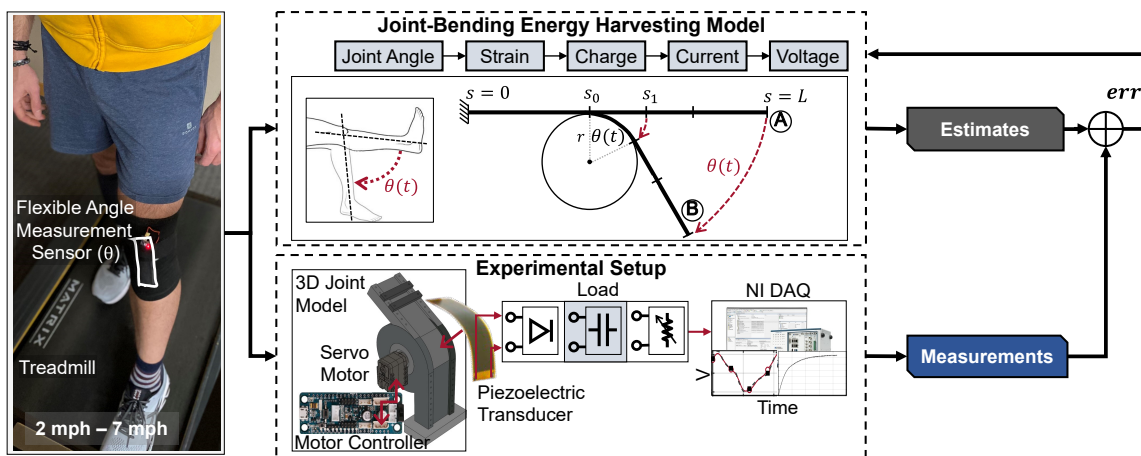 Joint-Bending Energy Harvesting Model
Joint Angle
Strain
Charge
Current
Voltage
s = 0
s₀
s₁
s = L
A
r
θ(t)
θ(t)
θ(t)
B
err
Estimates
Flexible Angle
Measurement
Sensor (θ)
MATRIX
Treadmill
2 mph – 7 mph
Experimental Setup
3D Joint
Model
Servo
Motor
Motor Controller
Piezoelectric
Transducer
Load
NI DAQ
V
Time
Measurements